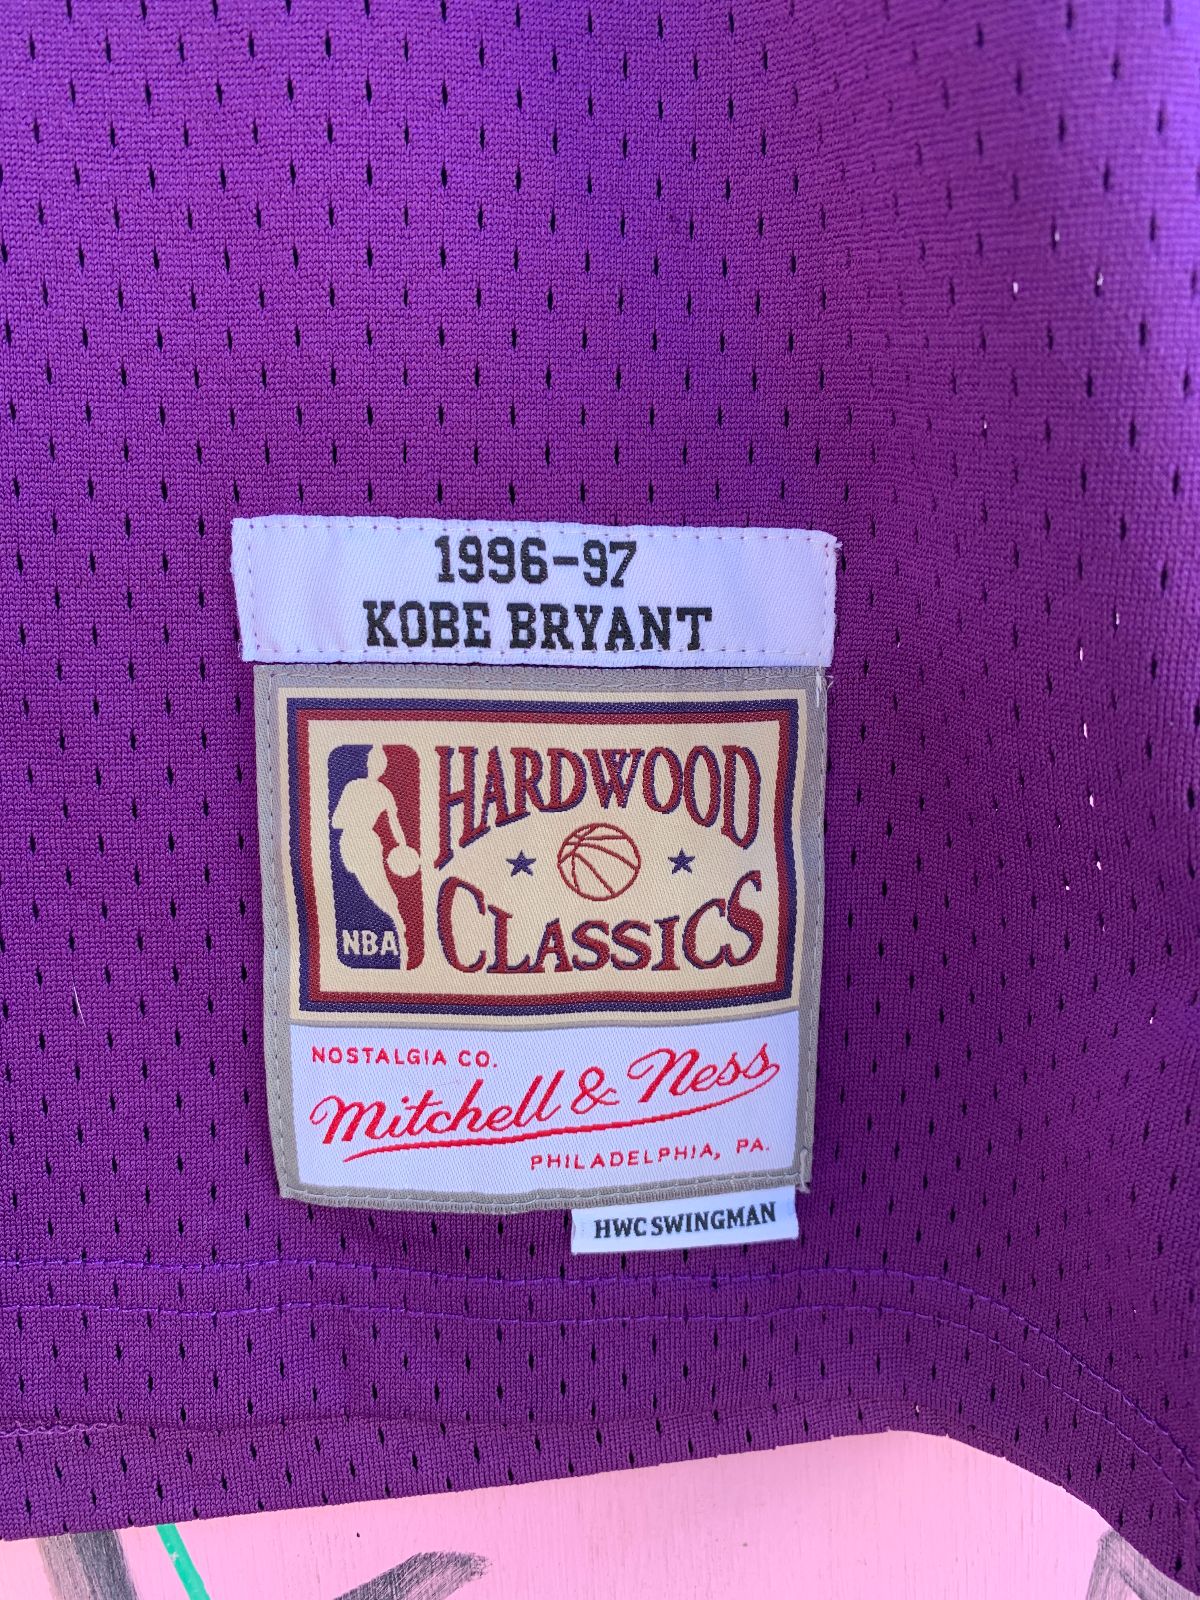 1996-97
KOBE BRYANT
HARDWOOD
NBA
CLASSICS
NOSTALGIA CO.
Mitchell & Ness
PHILADELPHIA, PA.
HWC SWINGMAN